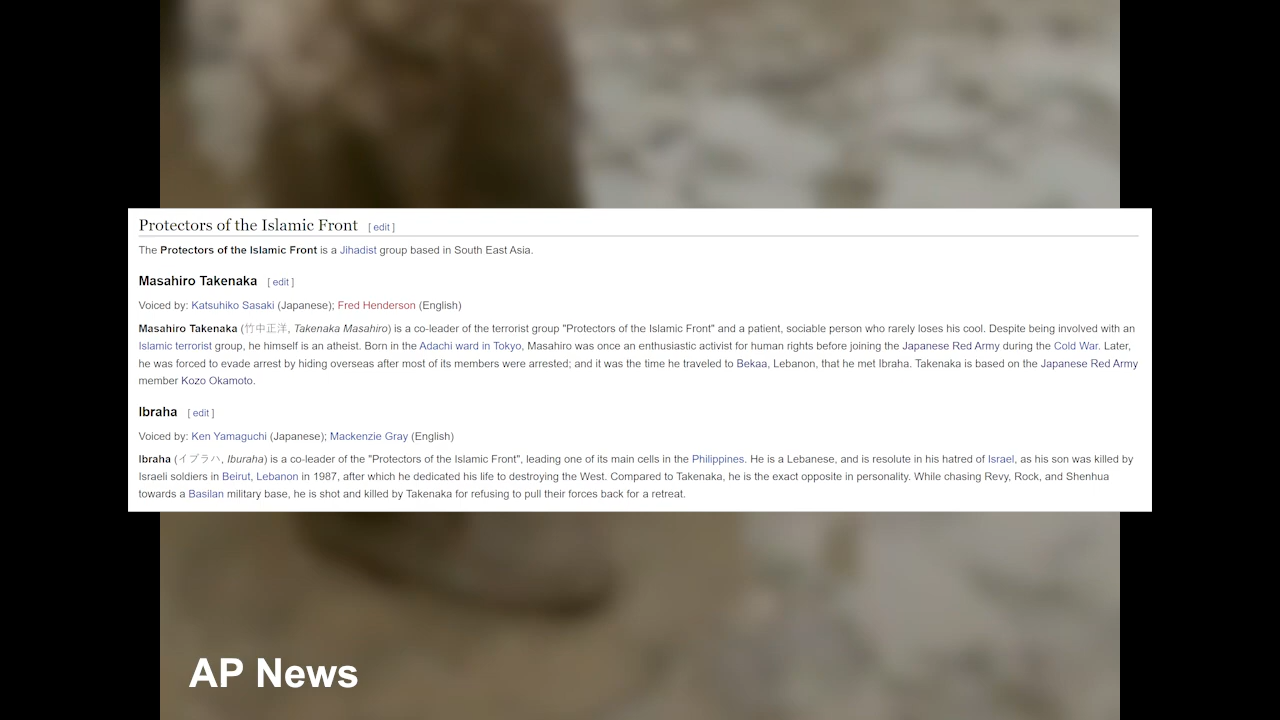 Protectors of the Islamic Front [ edit ]
The Protectors of the Islamic Front is a Jihadist group based in South East Asia.
Masahiro Takenaka [ edit ]
Voiced by: Katsuhiko Sasaki (Japanese); Fred Henderson (English)
Masahiro Takenaka (竹中正洋, Takenaka Masahiro) is a co-leader of the terrorist group "Protectors of the Islamic Front" and a patient, sociable person who rarely loses his cool. Despite being involved with an
Islamic terrorist group, he himself is an atheist. Born in the Adachi ward in Tokyo, Masahiro was once an enthusiastic activist for human rights before joining the Japanese Red Army during the Cold War. Later,
he was forced to evade arrest by hiding overseas after most of its members were arrested; and it was the time he traveled to Bekaa, Lebanon, that he met Ibraha. Takenaka is based on the Japanese Red Army
member Kozo Okamoto.
Ibraha [ edit ]
Voiced by: Ken Yamaguchi (Japanese); Mackenzie Gray (English)
Ibraha (イブラハ, Iburaha) is a co-leader of the "Protectors of the Islamic Front", leading one of its main cells in the Philippines. He is a Lebanese, and is resolute in his hatred of Israel, as his son was killed by
Israeli soldiers in Beirut, Lebanon in 1987, after which he dedicated his life to destroying the West. Compared to Takenaka, he is the exact opposite in personality. While chasing Revy, Rock, and Shenhua
towards a Basilan military base, he is shot and killed by Takenaka for refusing to pull their forces back for a retreat.
AP News